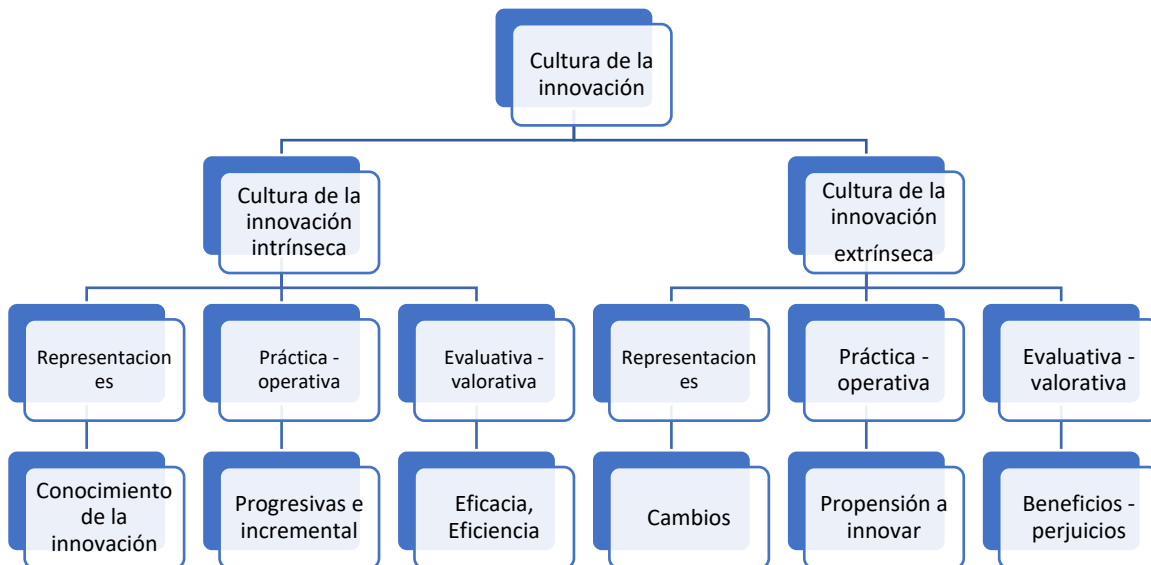 Cultura de la
innovación
Cultura de la
innovación
intrínseca
Cultura de la
innovación
extrínseca
Representacion
es
Práctica -
operativa
Evaluativa -
valorativa
Representacion
es
Práctica -
operativa
Evaluativa -
valorativa
Conocimiento
de la
innovación
Progresivas e
incremental
Eficacia,
Eficiencia
Cambios
Propensión a
innovar
Beneficios -
perjuicios